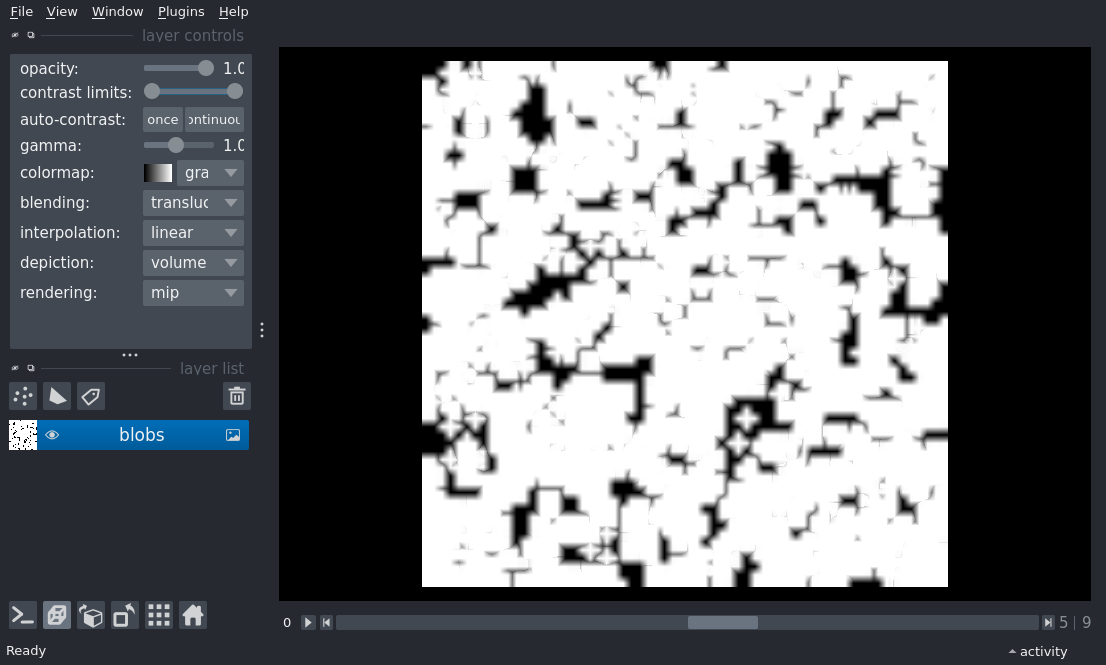 File View Window Plugins Help
layer controls
opacity: 1.0
contrast limits:
auto-contrast: once ontinuou
gamma: 1.0
colormap: gra
blending: transluc
interpolation: linear
depiction: volume
rendering: mip
layer list
blobs
0 5 | 9
Ready activity